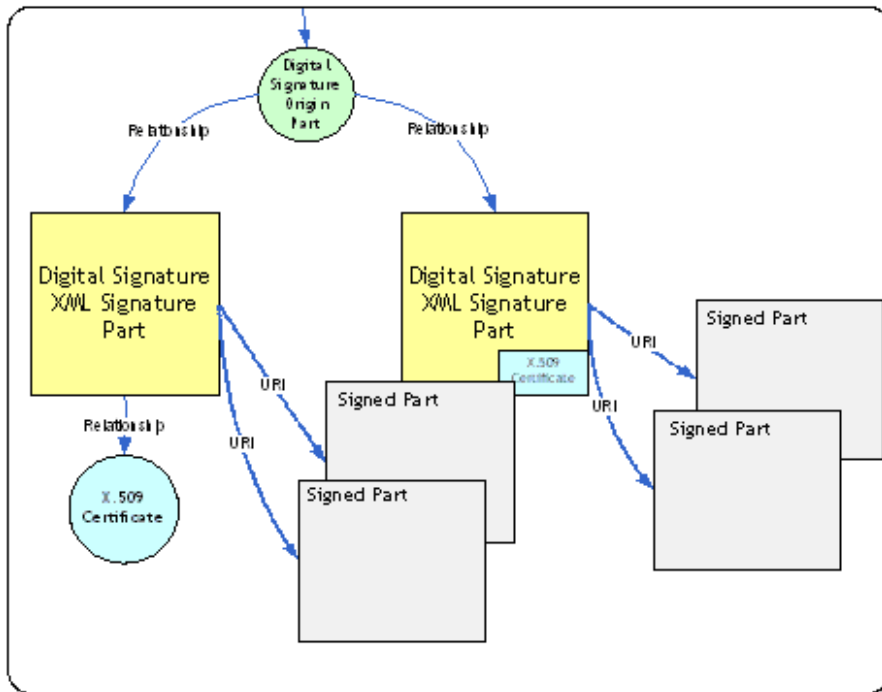 Digital
Signature
Origin
Part
Relationship
Relationship
Digital Signature
XML Signature
Part
Digital Signature
XML Signature
Part
X.509
Certificate
Signed Part
URI
URI
Signed Part
URI
URI
Signed Part
Relationship
Signed Part
X.509
Certificate